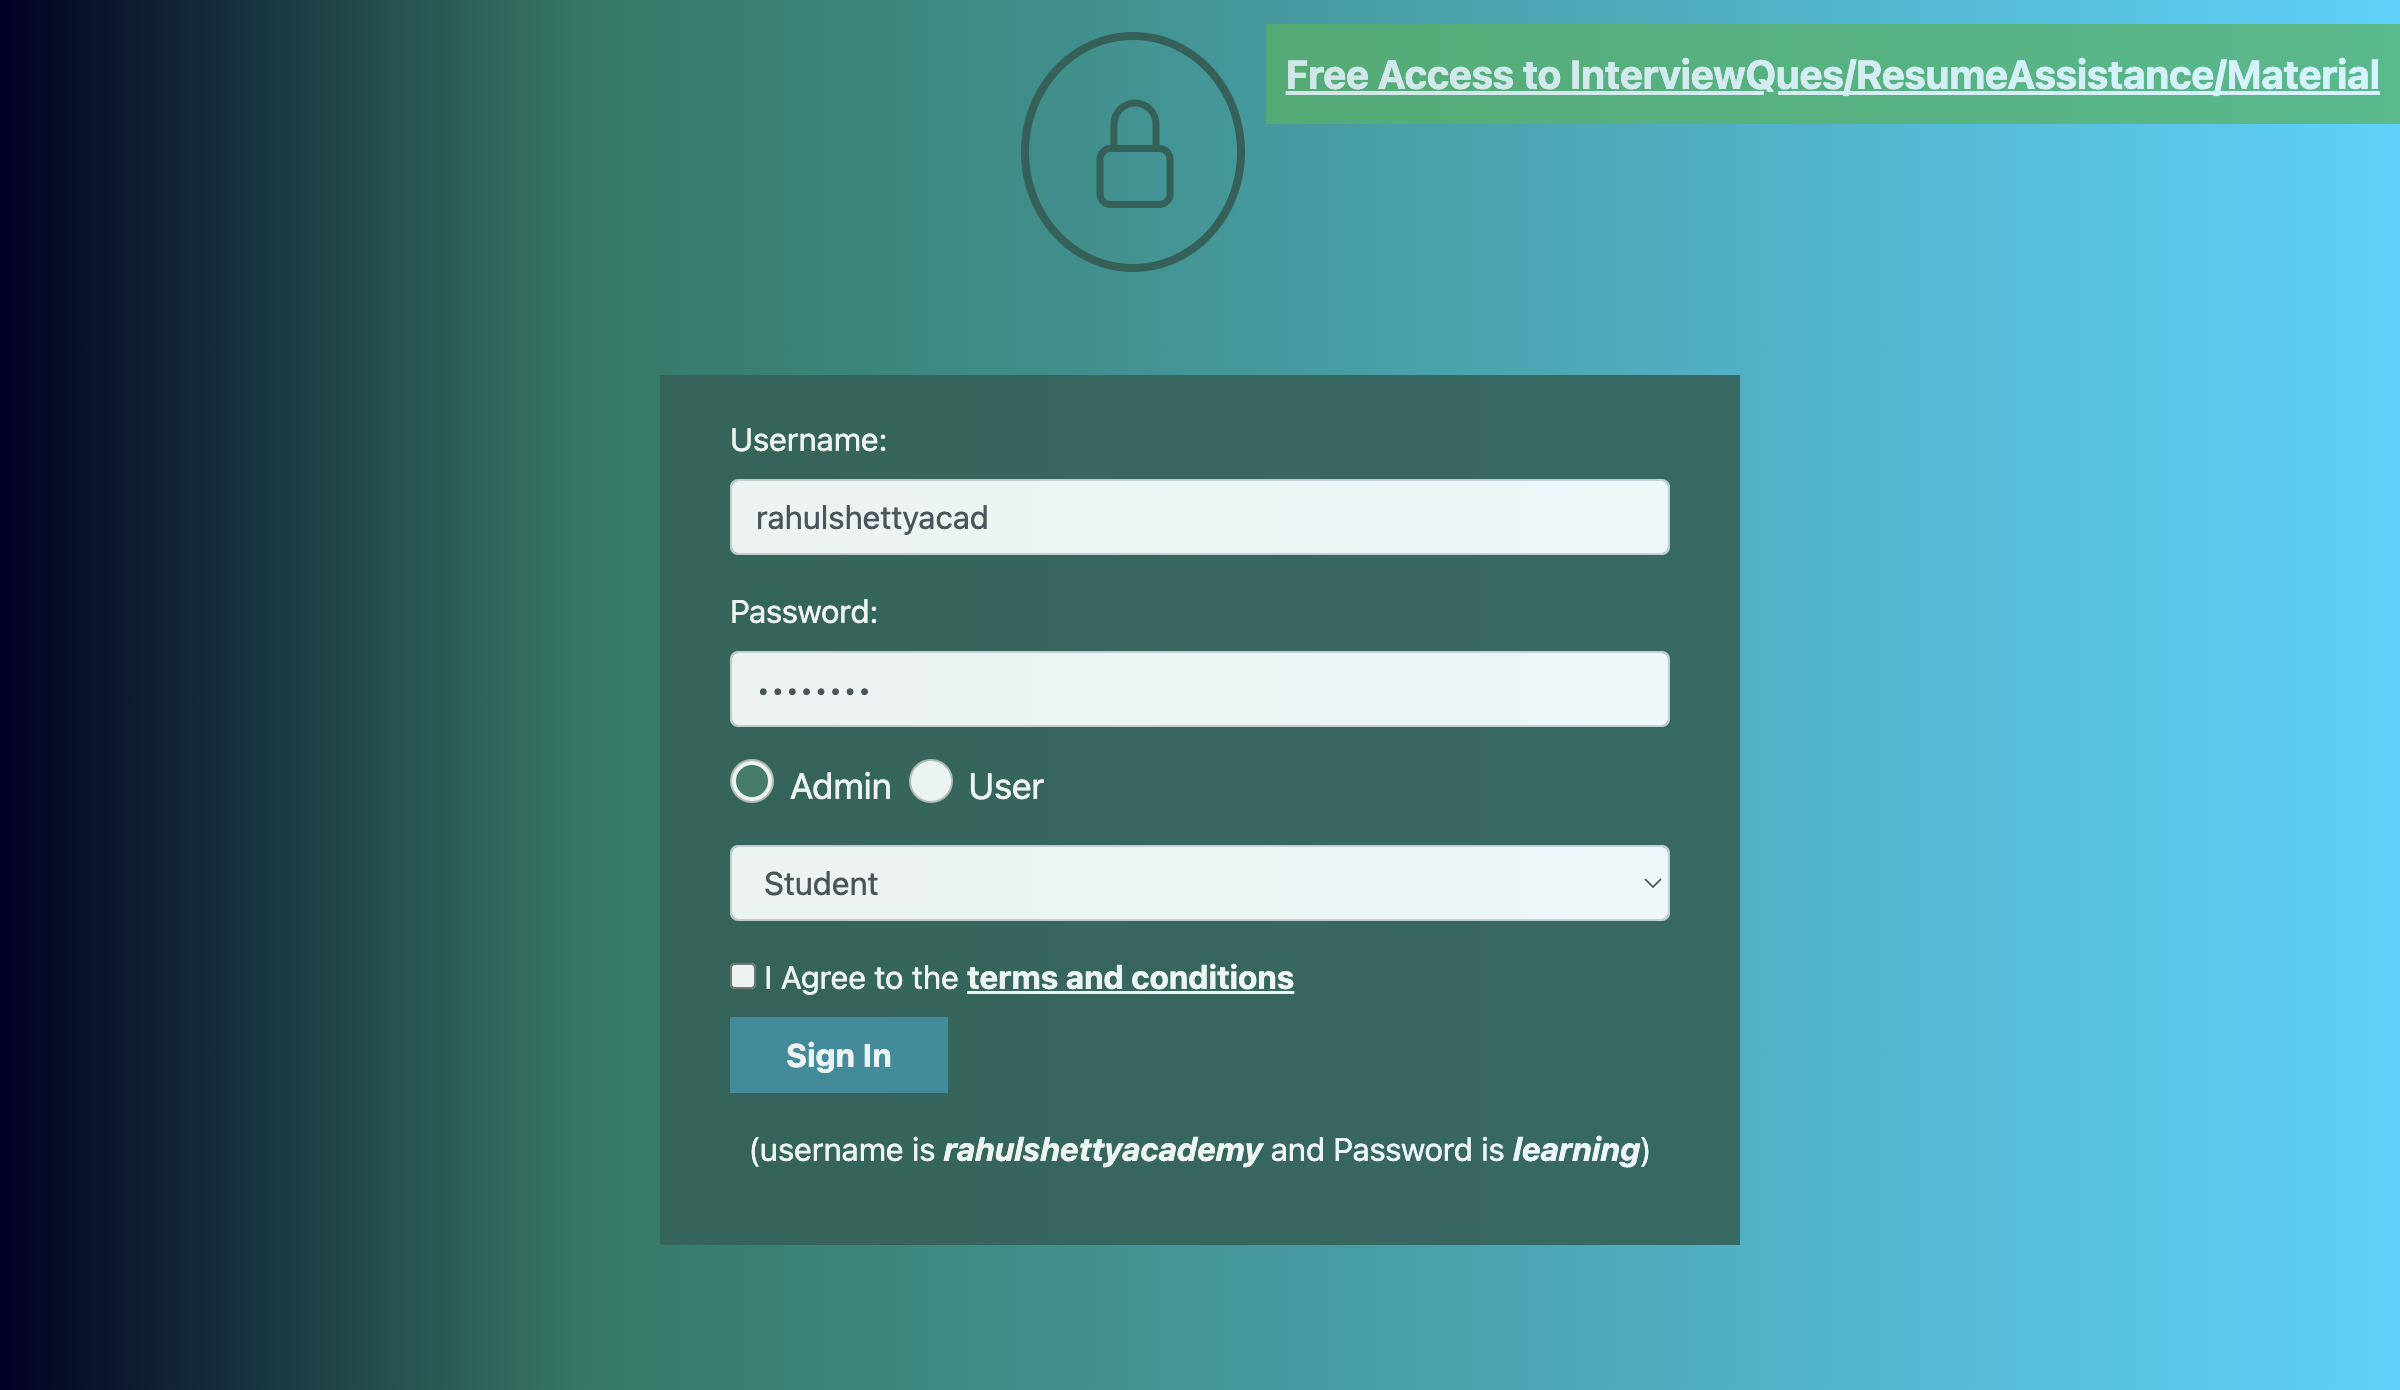 Free Access to InterviewQues/ResumeAssistance/Material
Username:
rahulshettyacad
Password:
••••••••
Admin User
Student
I Agree to the terms and conditions
Sign In
(username is rahulshettyacademy and Password is learning)